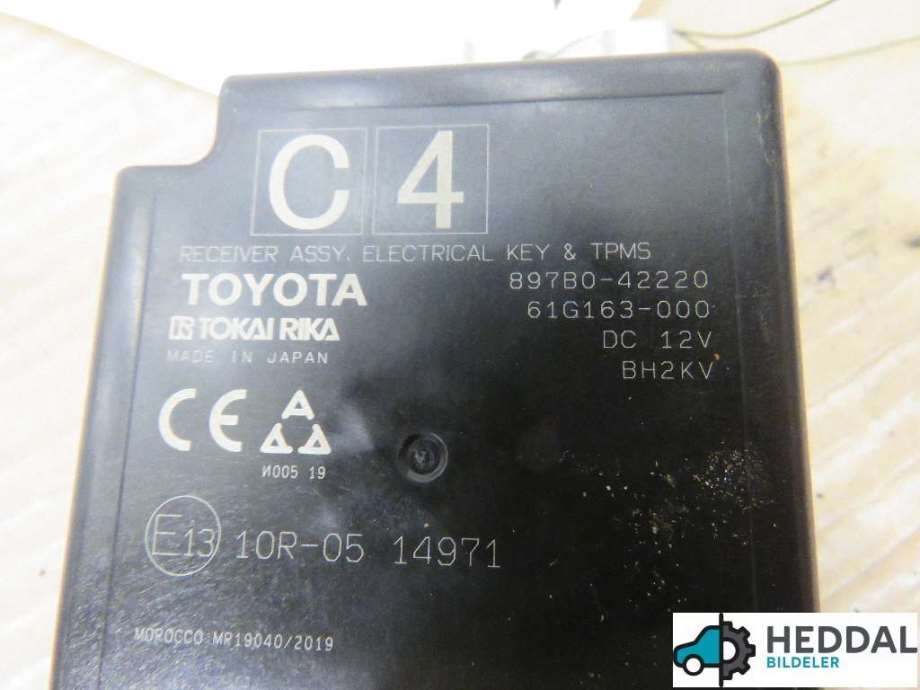 C 4
RECEIVER ASSY, ELECTRICAL KEY & TPMS
TOYOTA 897B0-42220
TOKAI RIKA 61G163-000
MADE IN JAPAN DC 12V
BH2KV
CE
И005 19
E13 10R-05 14971
MOROCCO:MR19040/2019
HEDDAL
BILDELER